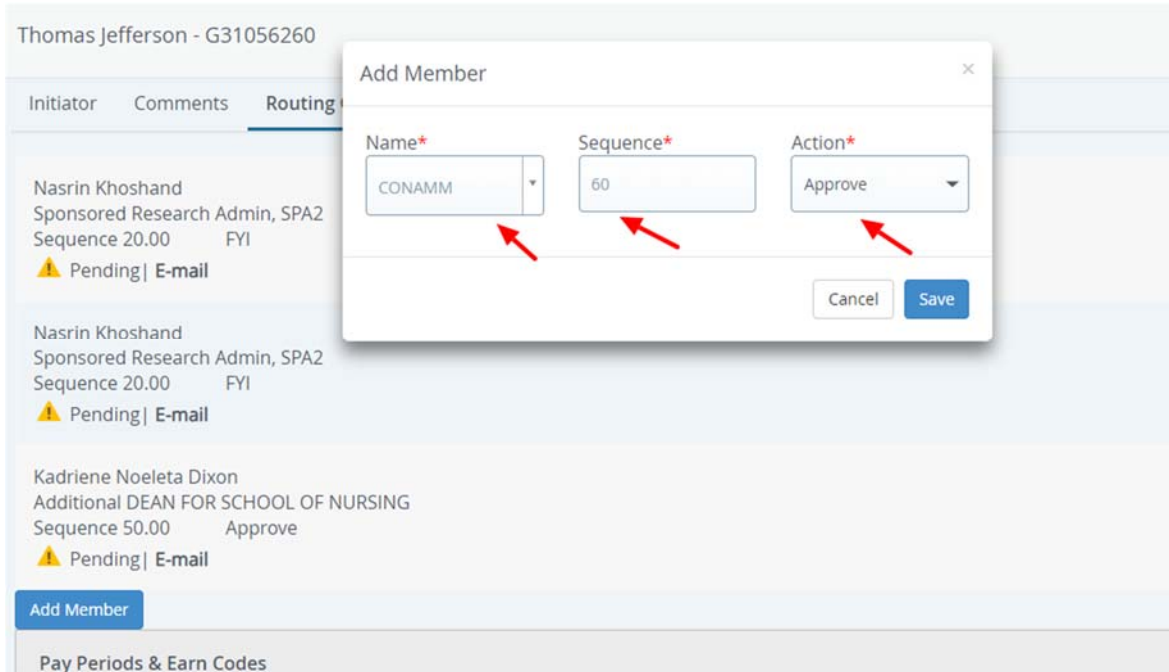 Thomas Jefferson - G31056260
Add Member ×
Initiator Comments Routing
Name* Sequence* Action*
CONAMM 60 Approve
Cancel Save
Nasrin Khoshand
Sponsored Research Admin, SPA2
Sequence 20.00 FYI
Pending| E-mail
Nasrin Khoshand
Sponsored Research Admin, SPA2
Sequence 20.00 FYI
Pending| E-mail
Kadriene Noeleta Dixon
Additional DEAN FOR SCHOOL OF NURSING
Sequence 50.00 Approve
Pending| E-mail
Add Member
Pay Periods & Earn Codes